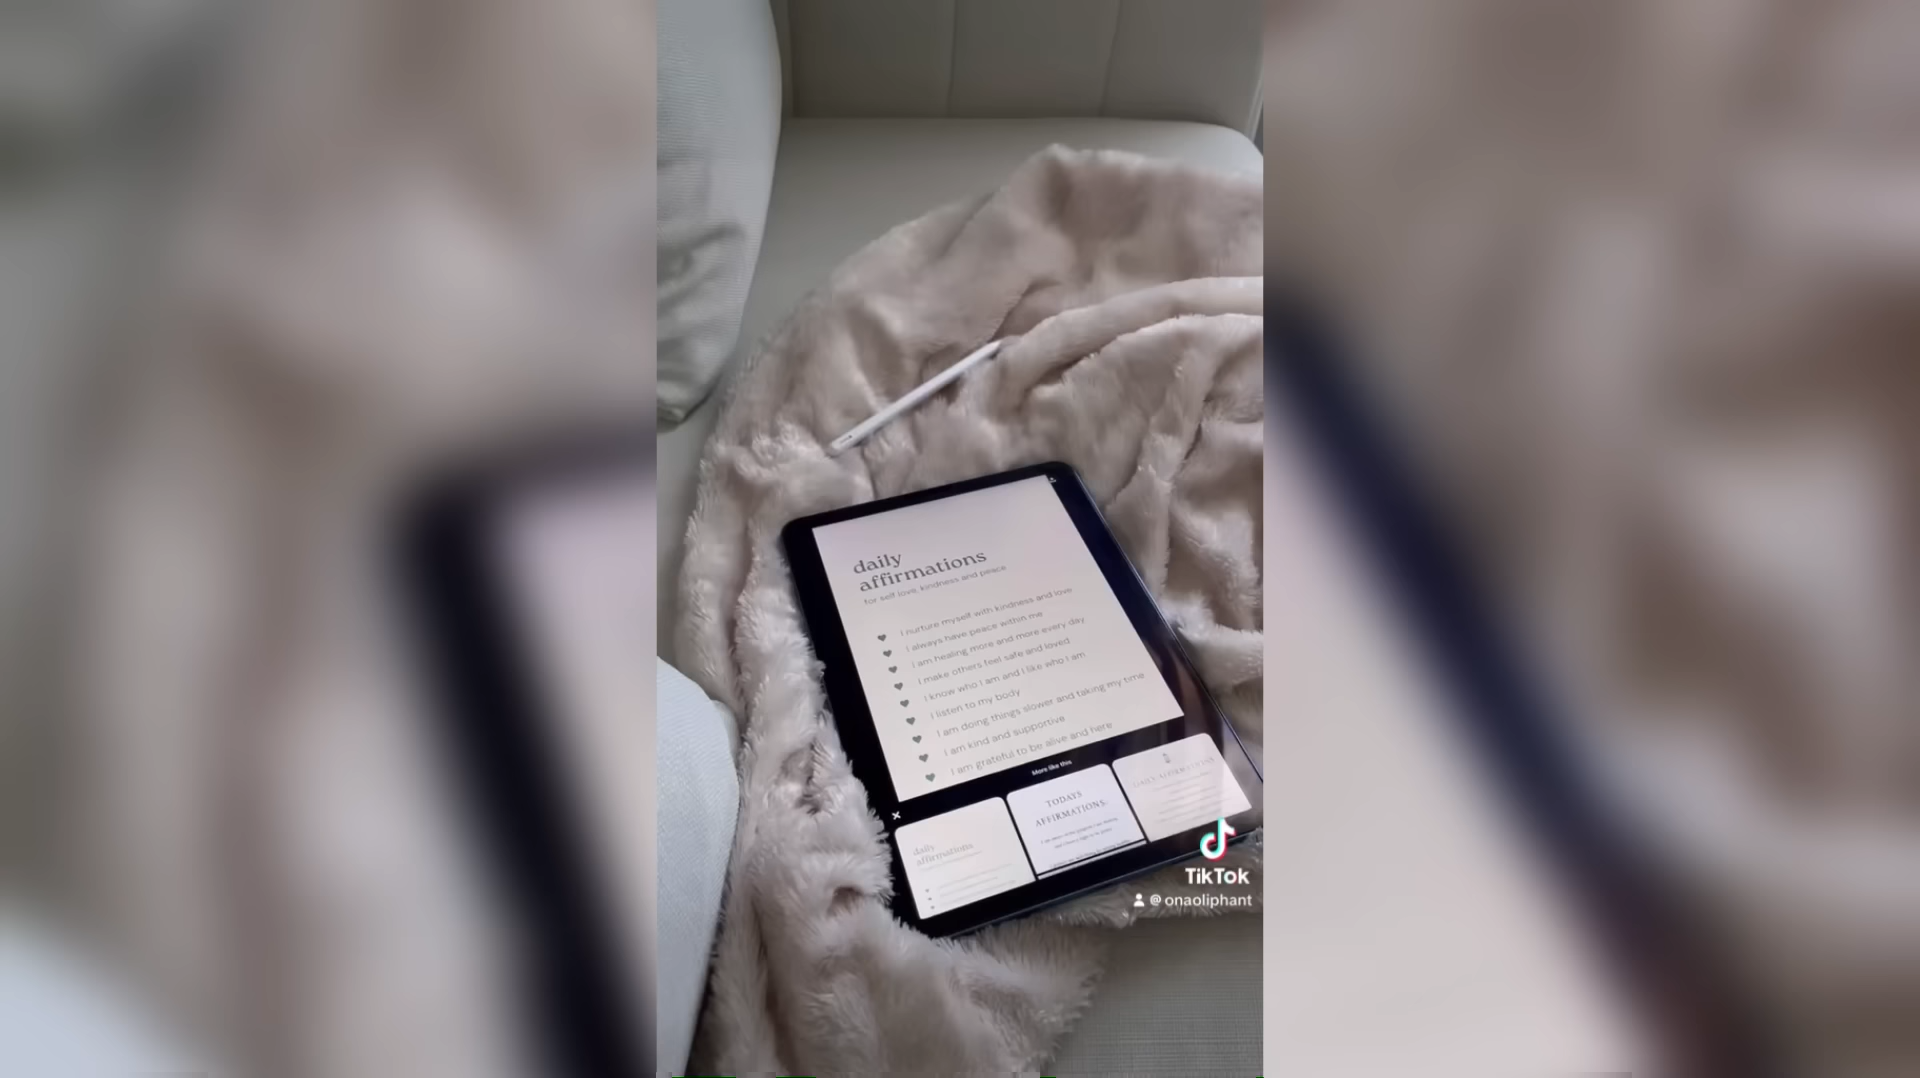 daily
affirmations
for self love, kindness and peace
I nurture myself with kindness and love
I always have peace within me
I am healing more and more every day
I make others feel safe and loved
I know who I am and i like who I am
I listen to my body
I am doing things slower and taking my time
I am kind and supportive
I am grateful to be alive and here
More like this
daily
affirmations
TODAYS
AFFIRMATIONS.
DAILY AFFIRMATIONS
TikTok
@onaoliphant